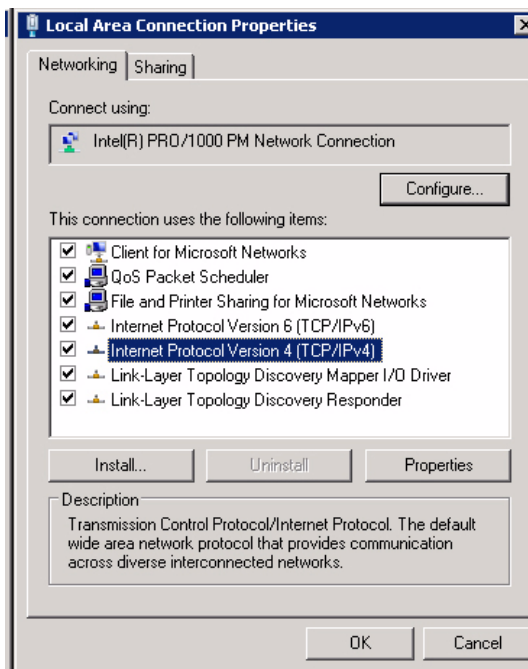 Local Area Connection Properties
Networking
Sharing
Connect using:
Intel(R) PRO/1000 PM Network Connection
Configure...
This connection uses the following items:
Client for Microsoft Networks
QoS Packet Scheduler
File and Printer Sharing for Microsoft Networks
Internet Protocol Version 6 (TCP/IPv6)
Internet Protocol Version 4 (TCP/IPv4)
Link-Layer Topology Discovery Mapper I/O Driver
Link-Layer Topology Discovery Responder
Install...
Uninstall
Properties
Description
Transmission Control Protocol/Internet Protocol. The default
wide area network protocol that provides communication
across diverse interconnected networks.
OK
Cancel